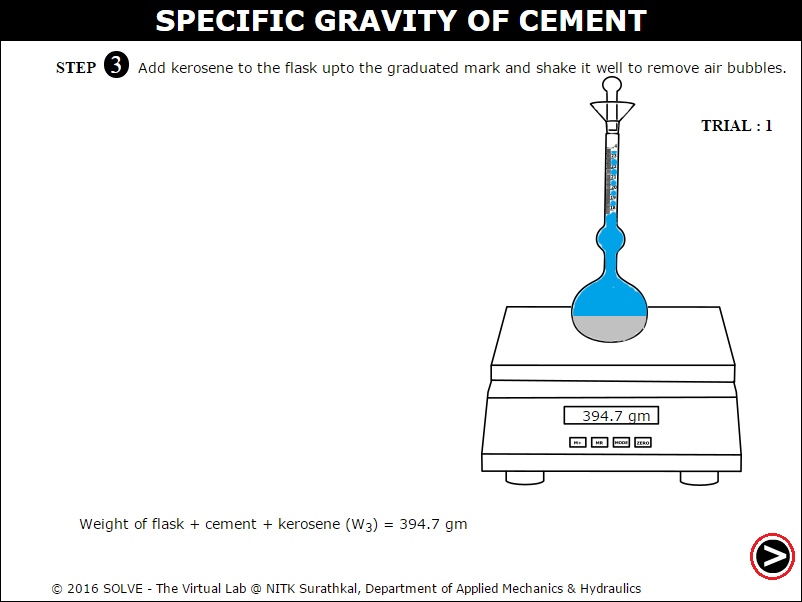 SPECIFIC GRAVITY OF CEMENT
STEP 3 Add kerosene to the flask upto the graduated mark and shake it well to remove air bubbles.
TRIAL : 1
394.7 gm
M+ MR MODE ZERO
Weight of flask + cement + kerosene (W3) = 394.7 gm
>
© 2016 SOLVE - The Virtual Lab @ NITK Surathkal, Department of Applied Mechanics & Hydraulics